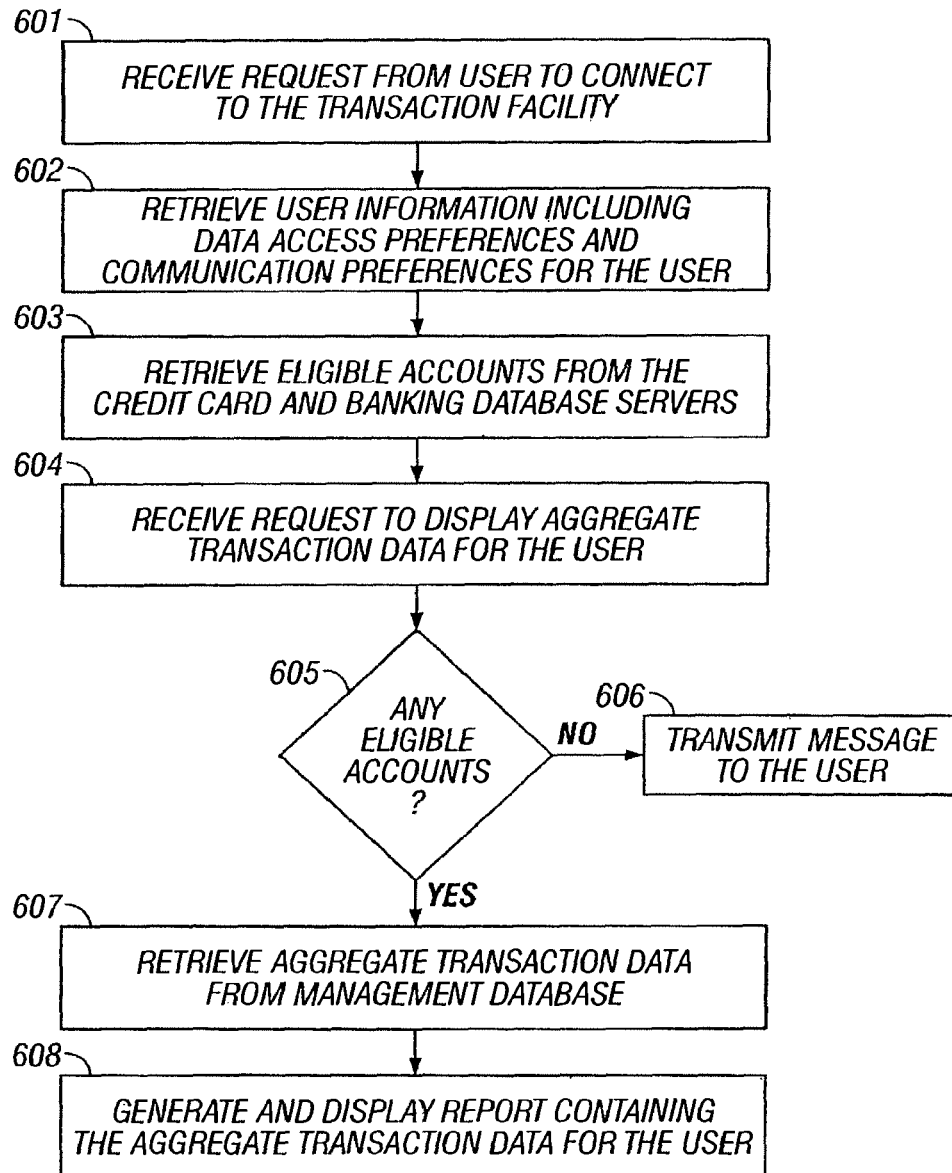 601
RECEIVE REQUEST FROM USER TO CONNECT
TO THE TRANSACTION FACILITY
602
RETRIEVE USER INFORMATION INCLUDING
DATA ACCESS PREFERENCES AND
COMMUNICATION PREFERENCES FOR THE USER
603
RETRIEVE ELIGIBLE ACCOUNTS FROM THE
CREDIT CARD AND BANKING DATABASE SERVERS
604
RECEIVE REQUEST TO DISPLAY AGGREGATE
TRANSACTION DATA FOR THE USER
605
ANY
ELIGIBLE
ACCOUNTS
?
NO
606
TRANSMIT MESSAGE
TO THE USER
YES
607
RETRIEVE AGGREGATE TRANSACTION DATA
FROM MANAGEMENT DATABASE
608
GENERATE AND DISPLAY REPORT CONTAINING
THE AGGREGATE TRANSACTION DATA FOR THE USER